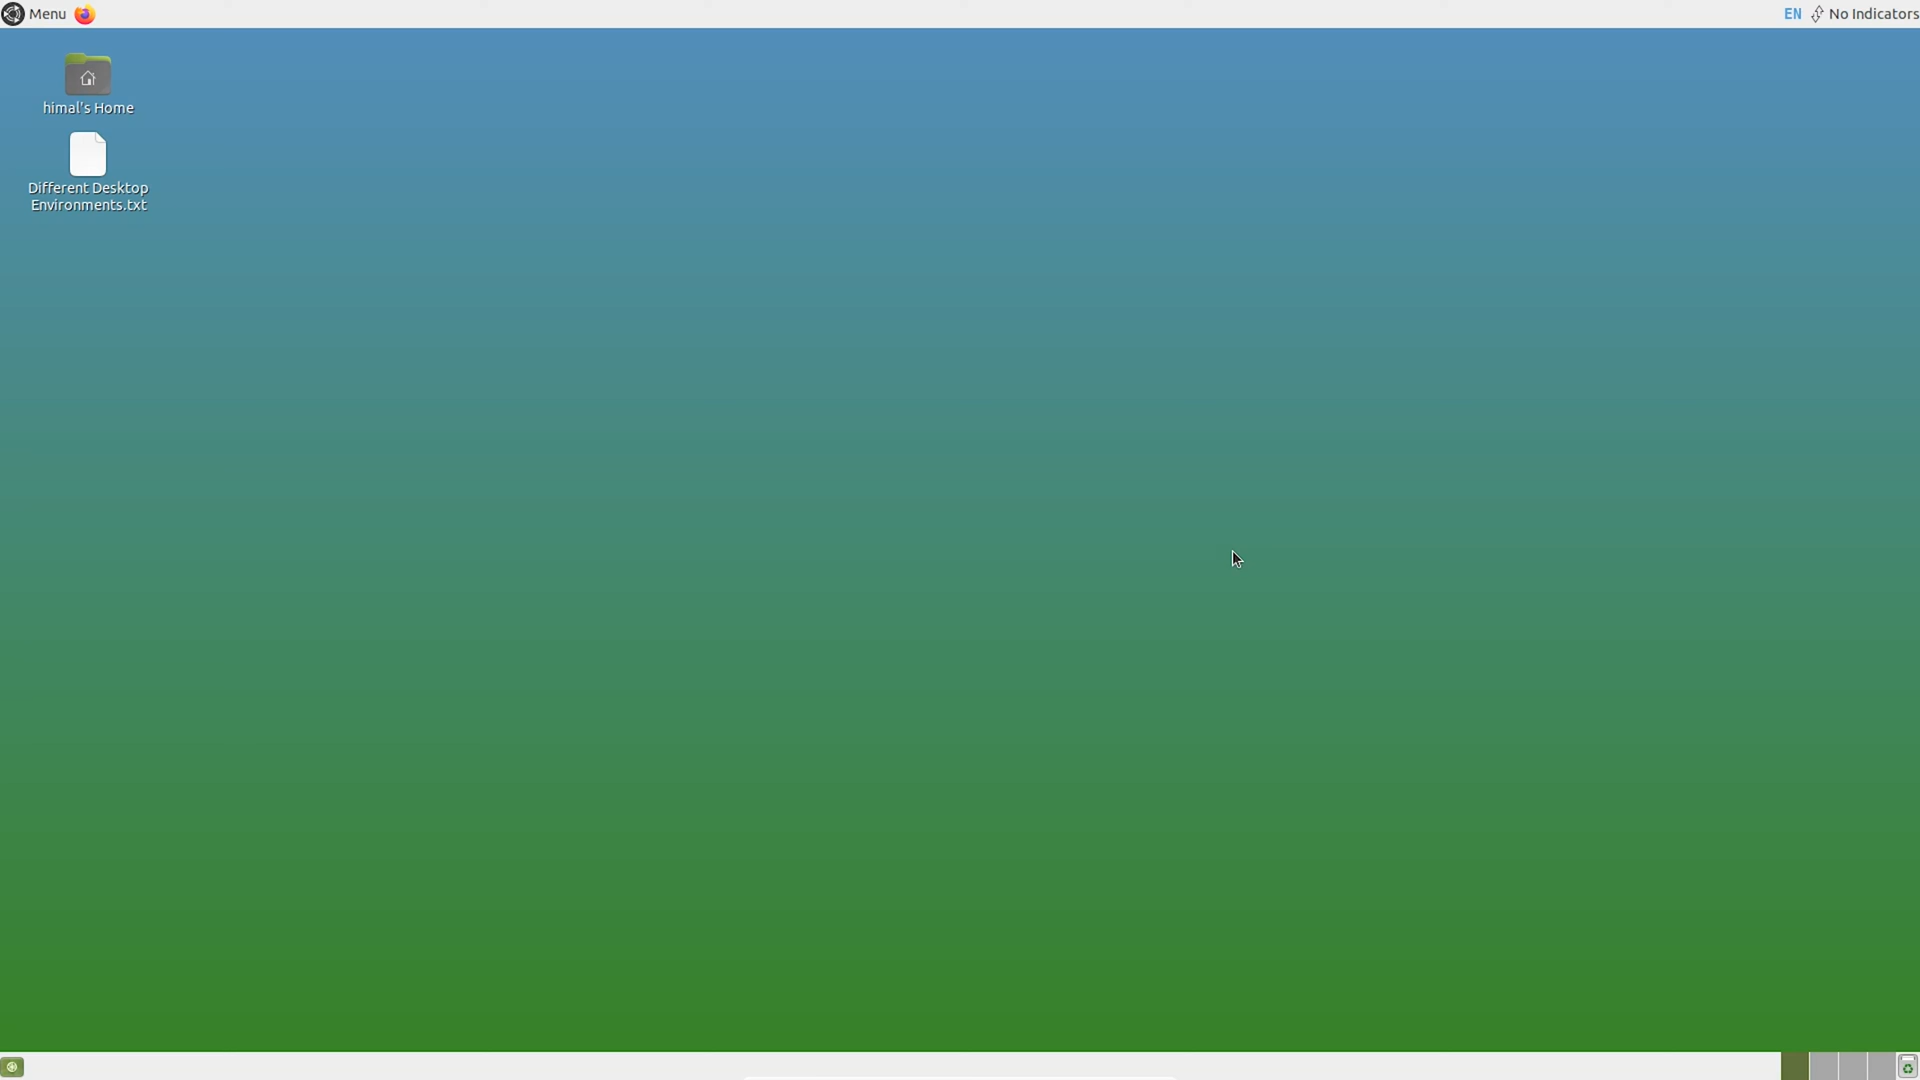 Menu
EN
No Indicators
himal's Home
Different Desktop
Environments.txt